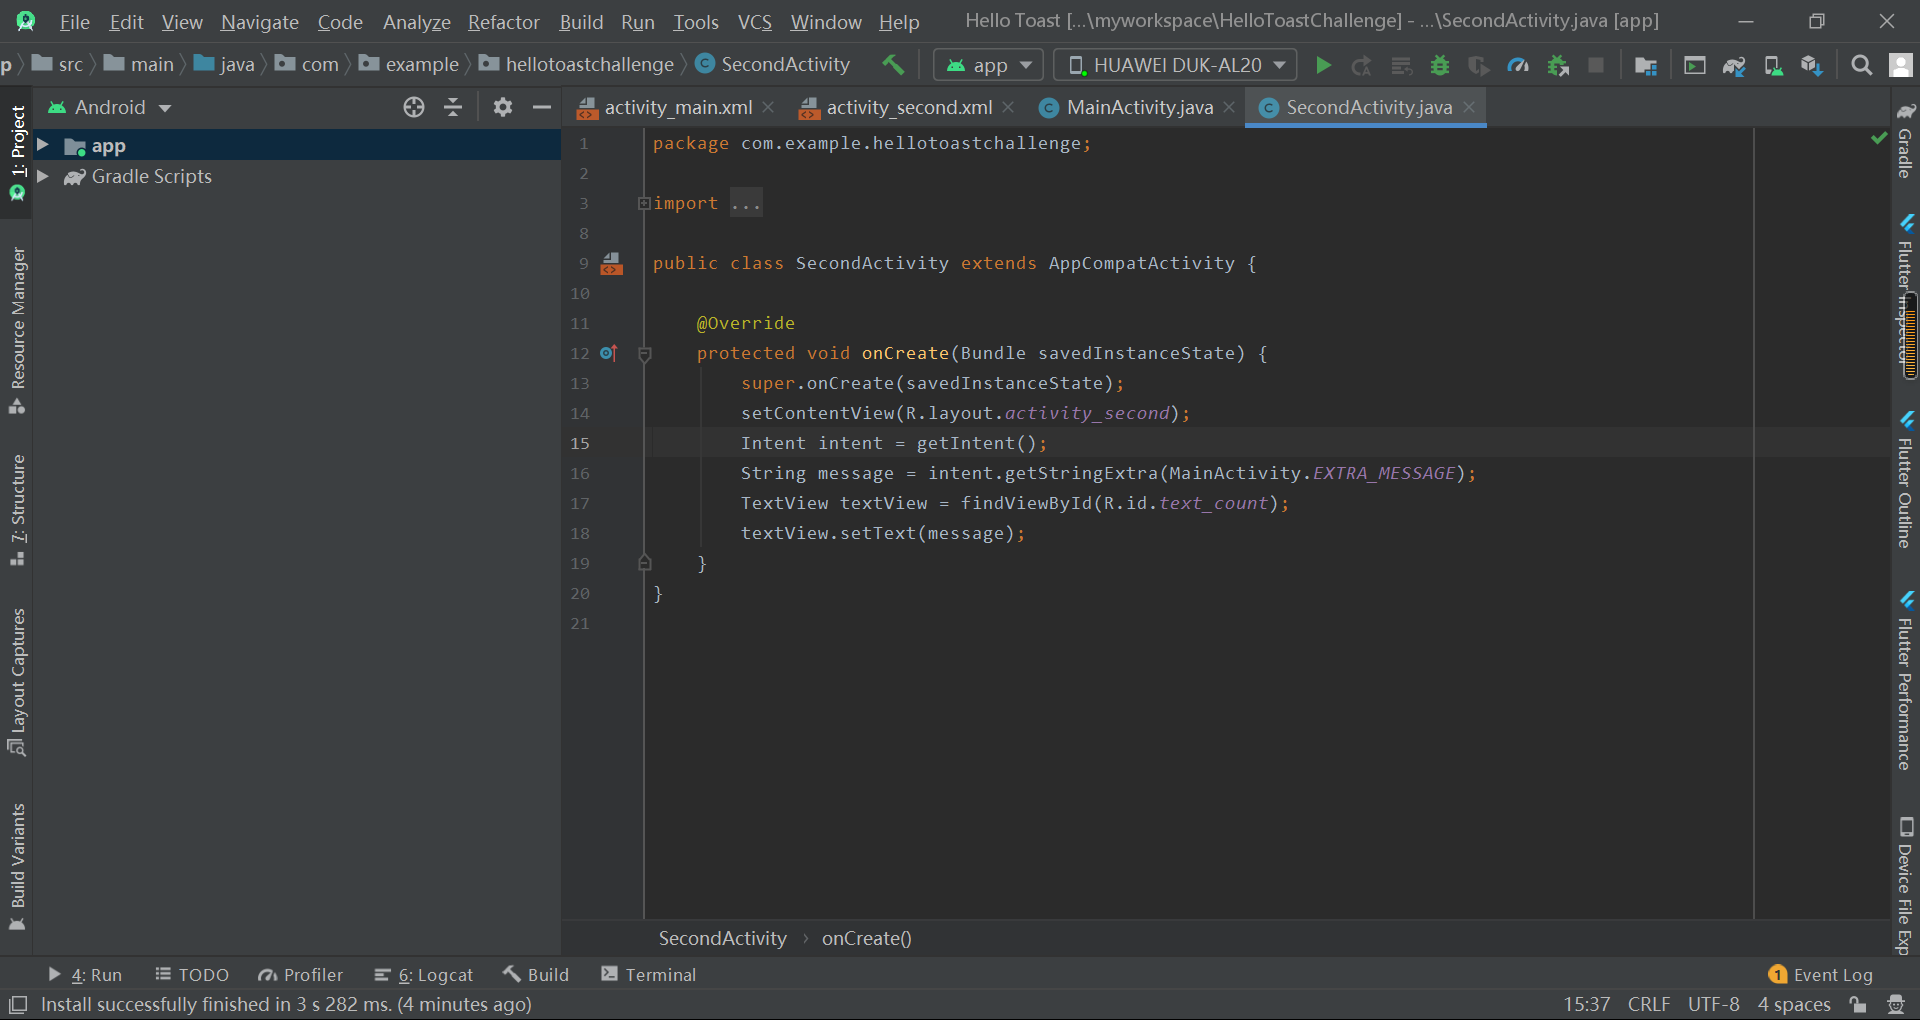 File Edit View Navigate Code Analyze Refactor Build Run Tools VCS Window Help Hello Toast [...\myworkspace\HelloToastChallenge] - ...\SecondActivity.java [app]
p src main java com example hellotoastchallenge SecondActivity app HUAWEI DUK-AL20
Android
activity_main.xml activity_second.xml MainActivity.java SecondActivity.java
app
Gradle Scripts
1: Project
Resource Manager
7: Structure
Layout Captures
Build Variants
1 package com.example.hellotoastchallenge;
2
3 import ...
8
9 public class SecondActivity extends AppCompatActivity {
10
11 @Override
12 protected void onCreate(Bundle savedInstanceState) {
13 super.onCreate(savedInstanceState);
14 setContentView(R.layout.activity_second);
15 Intent intent = getIntent();
16 String message = intent.getStringExtra(MainActivity.EXTRA_MESSAGE);
17 TextView textView = findViewById(R.id.text_count);
18 textView.setText(message);
19 }
20 }
21
Gradle
Flutter Inspector
Flutter Outline
Flutter Performance
Device File Exp
SecondActivity › onCreate()
4: Run TODO Profiler 6: Logcat Build Terminal 1 Event Log
Install successfully finished in 3 s 282 ms. (4 minutes ago) 15:37 CRLF UTF-8 4 spaces